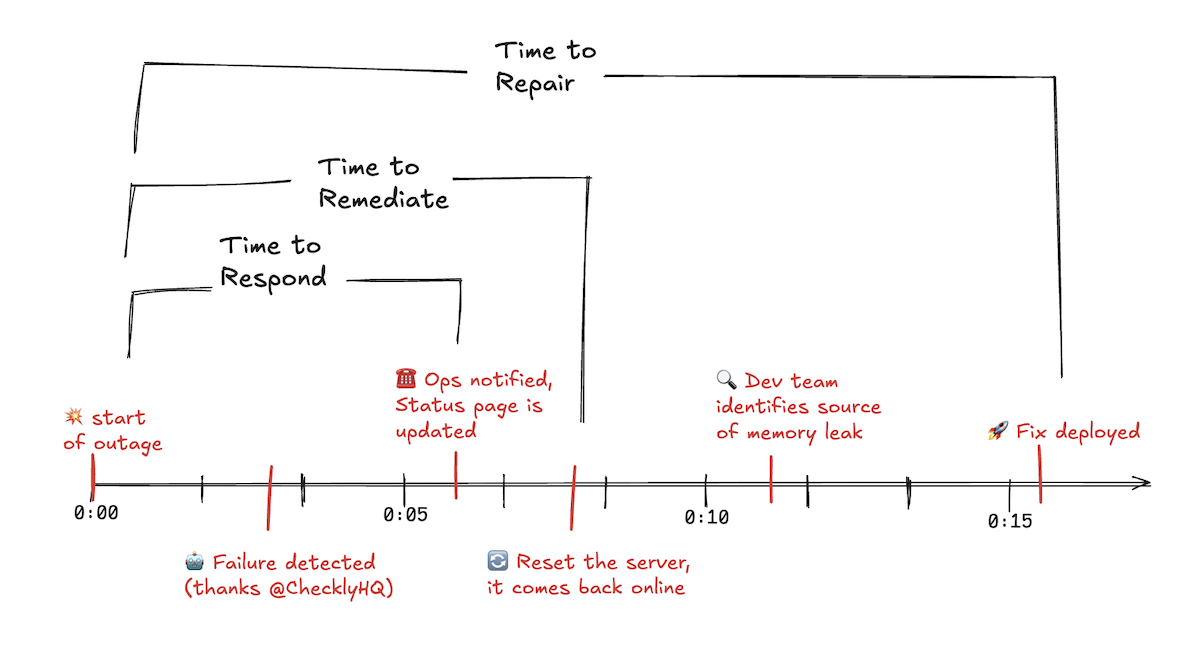 Time to
Repair
Time to
Remediate
Time to
Respond
☎️ Ops notified,
Status page is
updated
🔍 Dev team
identifies source
of memory leak
💥 start
of outage
🚀 Fix deployed
0:00
0:05
0:10
0:15
🤖 Failure detected
(thanks @ChecklyHQ)
🔄 Reset the server,
it comes back online